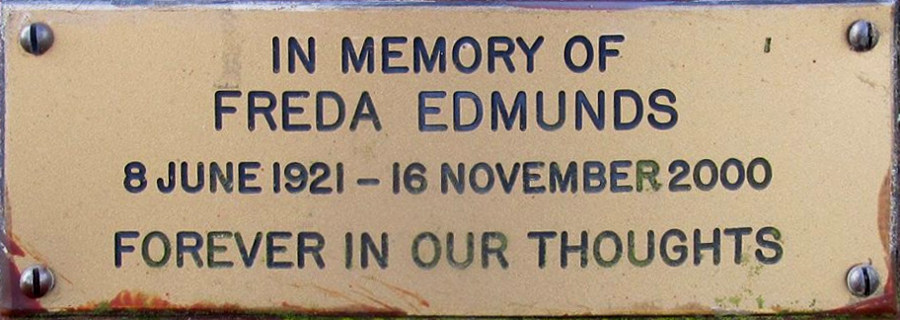 IN MEMORY OF
FREDA EDMUNDS
8 JUNE 1921 – 16 NOVEMBER 2000
FOREVER IN OUR THOUGHTS